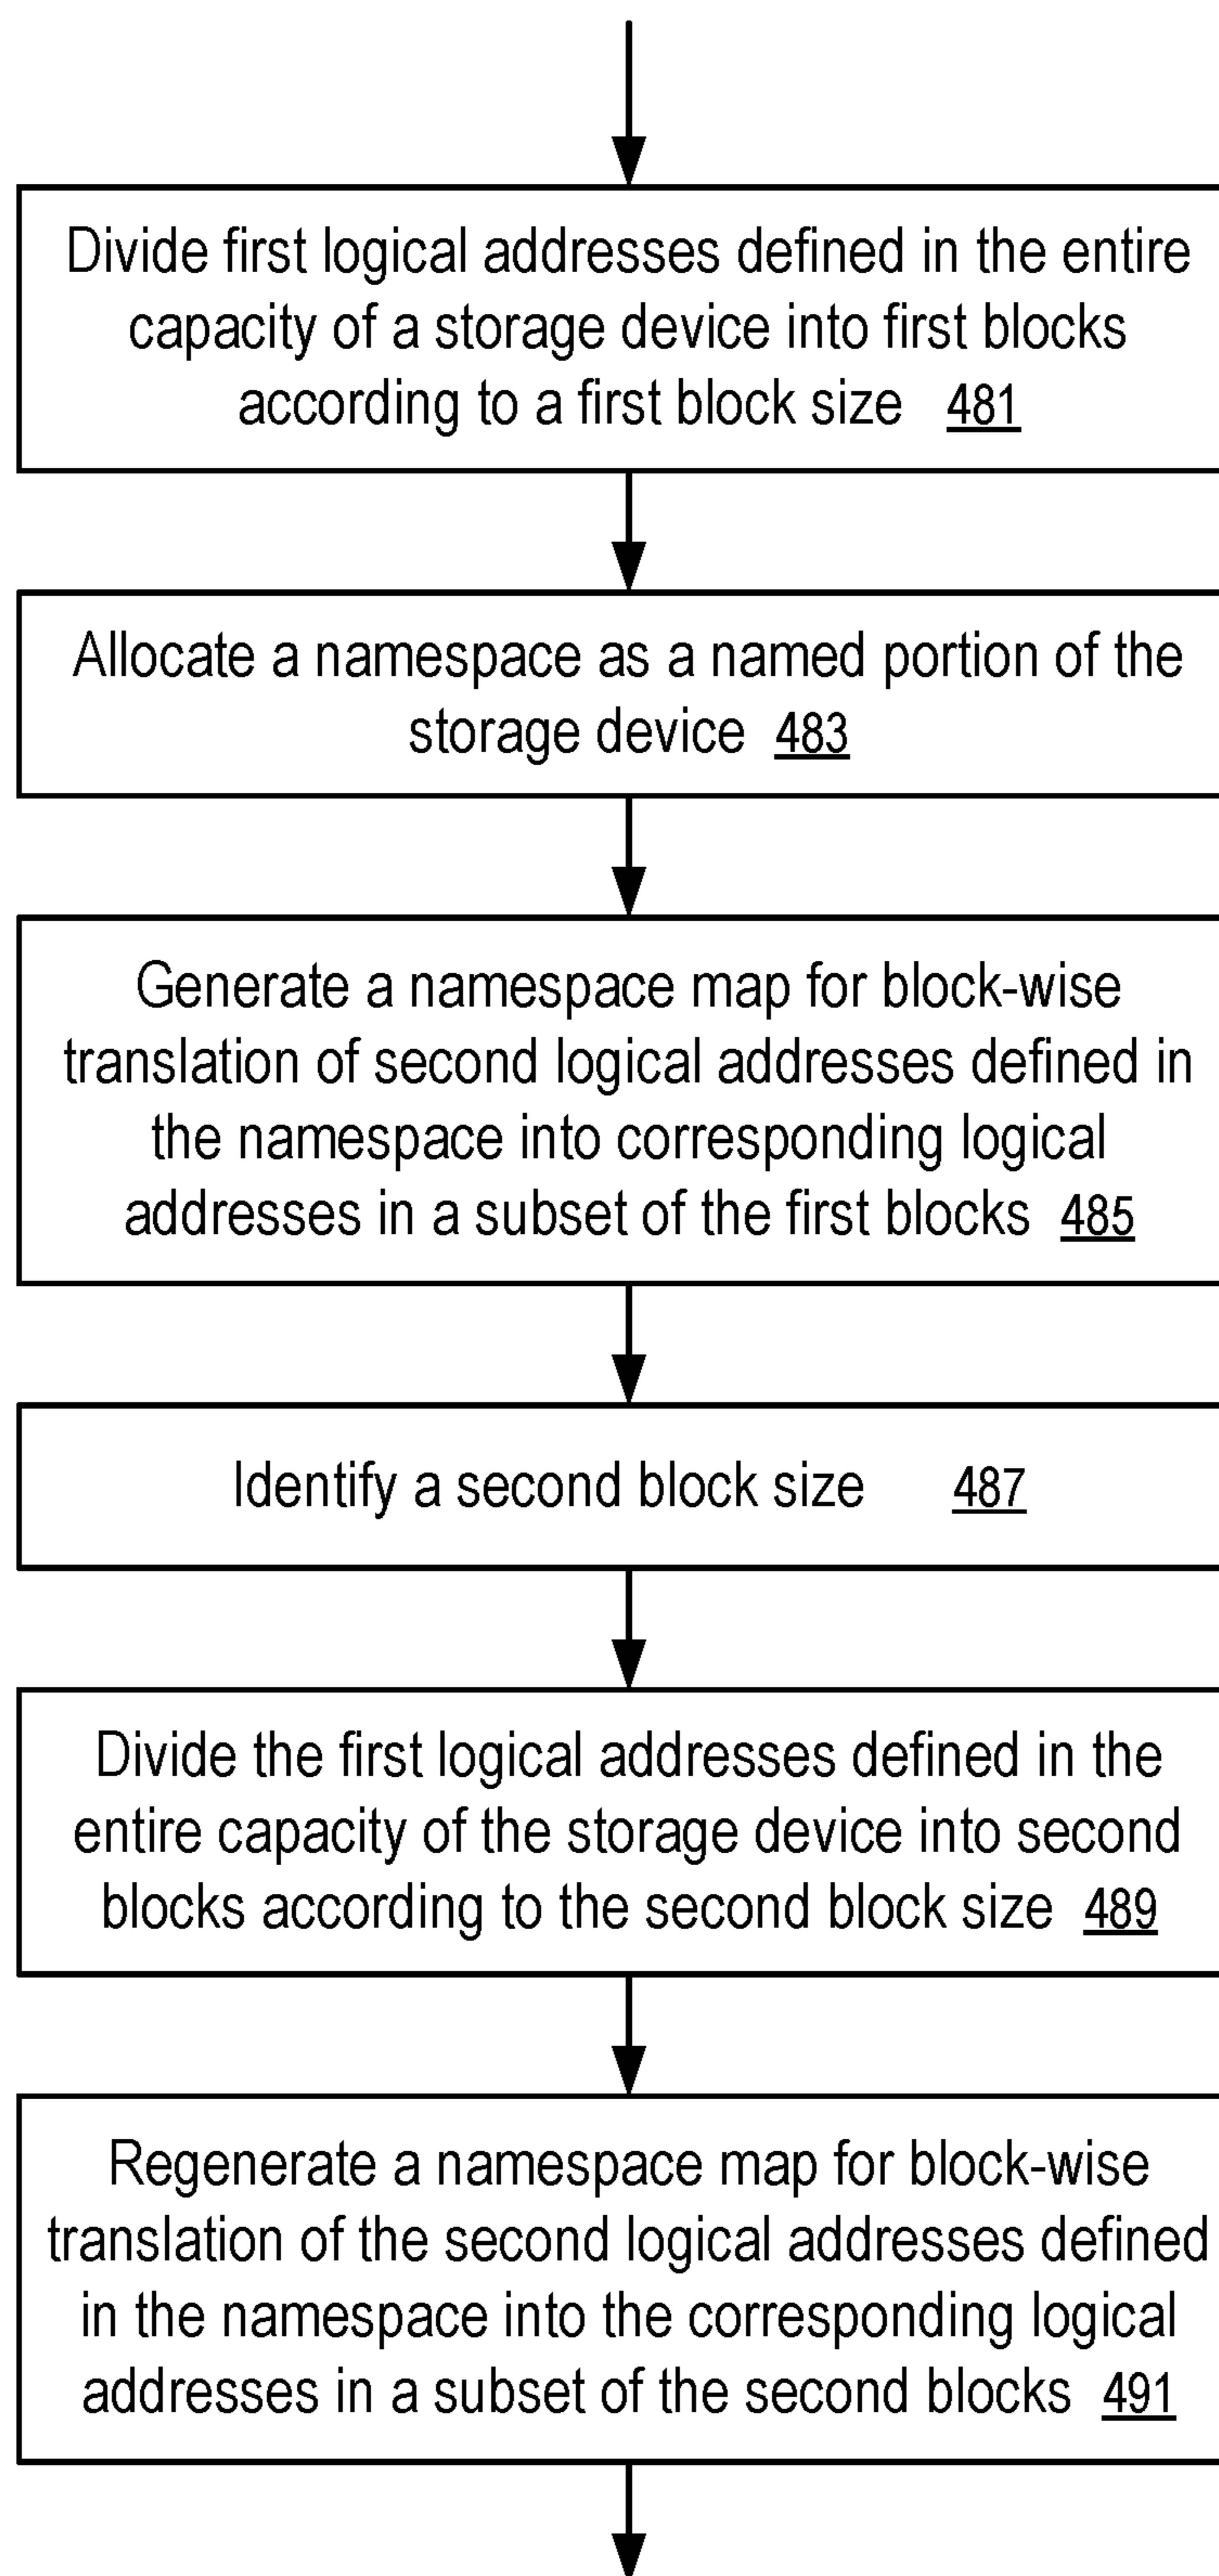 Divide first logical addresses defined in the entire
capacity of a storage device into first blocks
according to a first block size 481
Allocate a namespace as a named portion of the
storage device 483
Generate a namespace map for block-wise
translation of second logical addresses defined in
the namespace into corresponding logical
addresses in a subset of the first blocks 485
Identify a second block size 487
Divide the first logical addresses defined in the
entire capacity of the storage device into second
blocks according to the second block size 489
Regenerate a namespace map for block-wise
translation of the second logical addresses defined
in the namespace into the corresponding logical
addresses in a subset of the second blocks 491